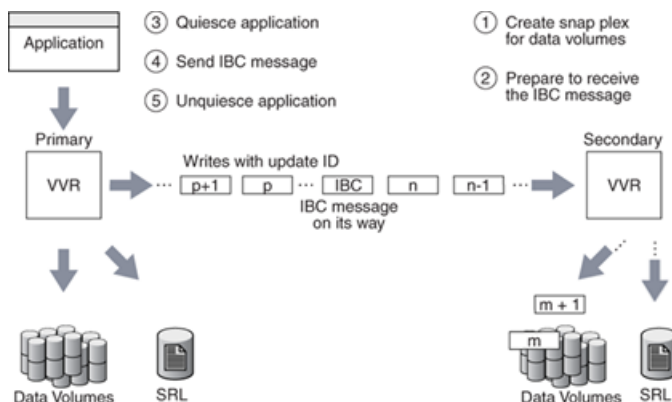 Application
③ Quiesce application
④ Send IBC message
⑤ Unquiesce application
① Create snap plex
for data volumes
② Prepare to receive
the IBC message
Primary
VVR
Writes with update ID
... p+1 p ... IBC n n-1 ...
IBC message
on its way
Secondary
VVR
m + 1
m
Data Volumes
SRL
Data Volumes
SRL